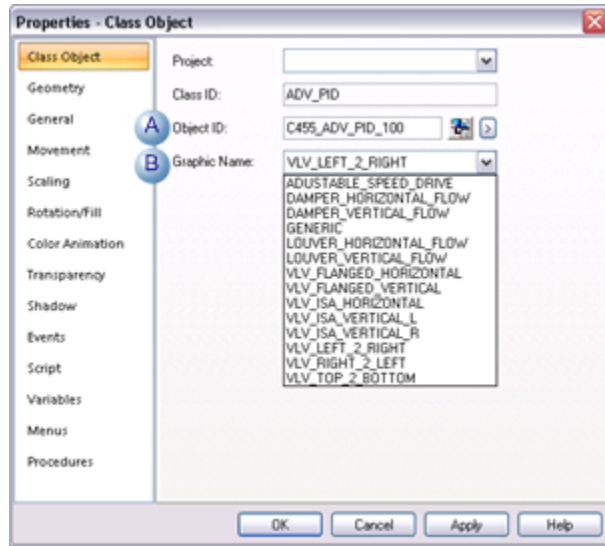 Properties - Class Object
Class Object
Geometry
General
Movement
Scaling
Rotation/Fill
Color Animation
Transparency
Shadow
Events
Script
Variables
Menus
Procedures
Project:
Class ID: ADV_PID
A Object ID: C455_ADV_PID_100 >
B Graphic Name: VLV_LEFT_2_RIGHT
ADUSTABLE_SPEED_DRIVE
DAMPER_HORIZONTAL_FLOW
DAMPER_VERTICAL_FLOW
GENERIC
LOUVER_HORIZONTAL_FLOW
LOUVER_VERTICAL_FLOW
VLV_FLANGED_HORIZONTAL
VLV_FLANGED_VERTICAL
VLV_ISA_HORIZONTAL
VLV_ISA_VERTICAL_L
VLV_ISA_VERTICAL_R
VLV_LEFT_2_RIGHT
VLV_RIGHT_2_LEFT
VLV_TOP_2_BOTTOM
OK Cancel Apply Help